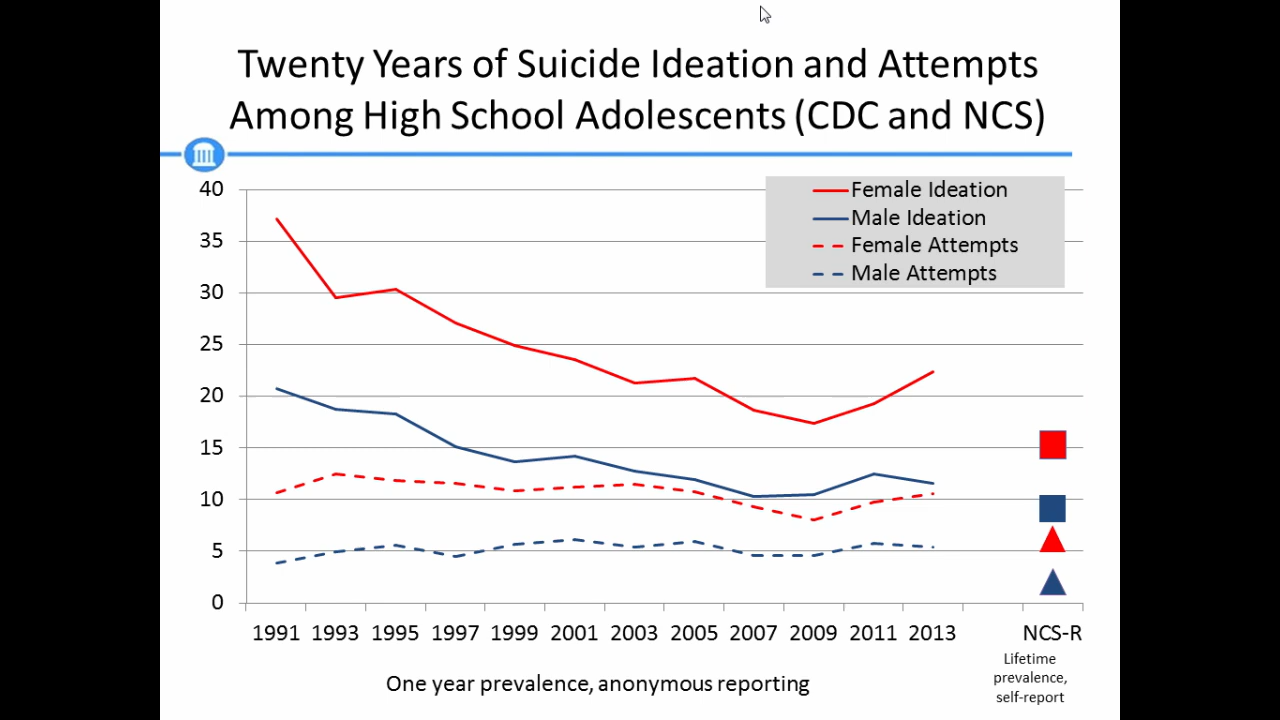 Twenty Years of Suicide Ideation and Attempts
Among High School Adolescents (CDC and NCS)
40
35
30
25
20
15
10
5
0
Female Ideation
Male Ideation
Female Attempts
Male Attempts
1991 1993 1995 1997 1999 2001 2003 2005 2007 2009 2011 2013 NCS-R
Lifetime
prevalence,
self-report
One year prevalence, anonymous reporting